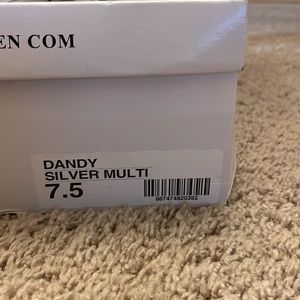 EN COM
DANDY
SILVER MULTI
7.5
887474820392